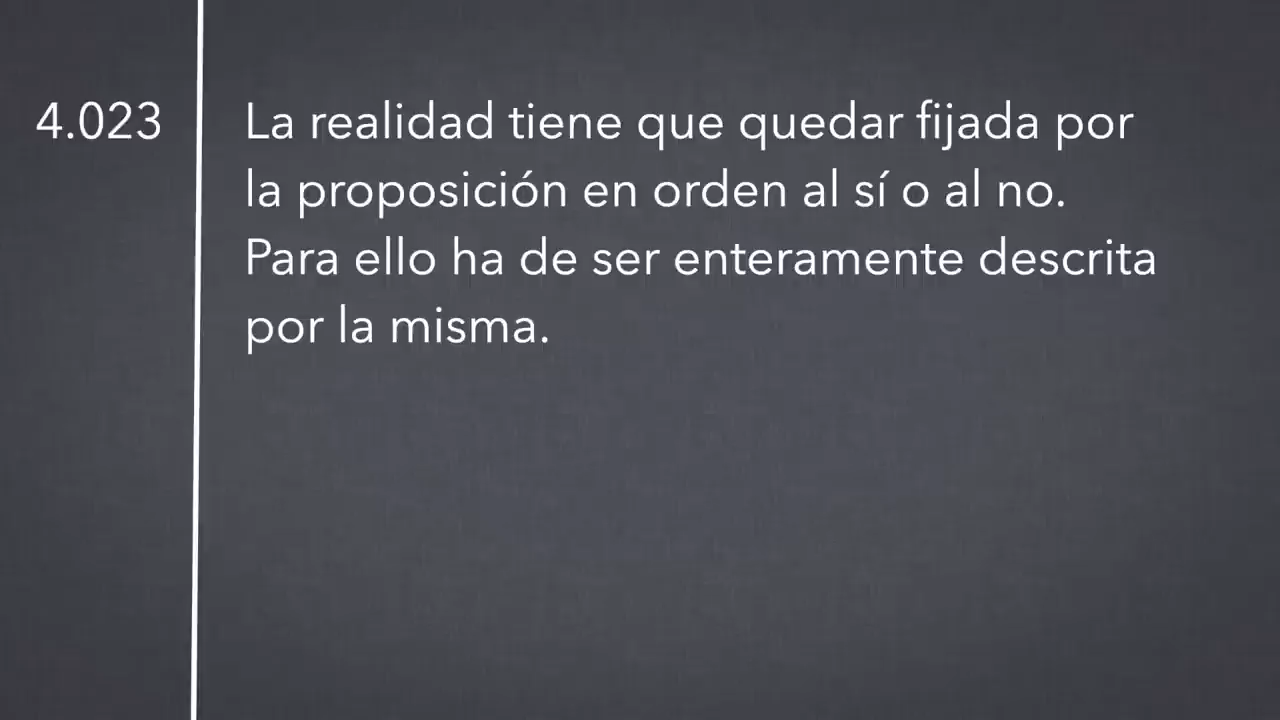 4.023
La realidad tiene que quedar fijada por
la proposición en orden al sí o al no.
Para ello ha de ser enteramente descrita
por la misma.